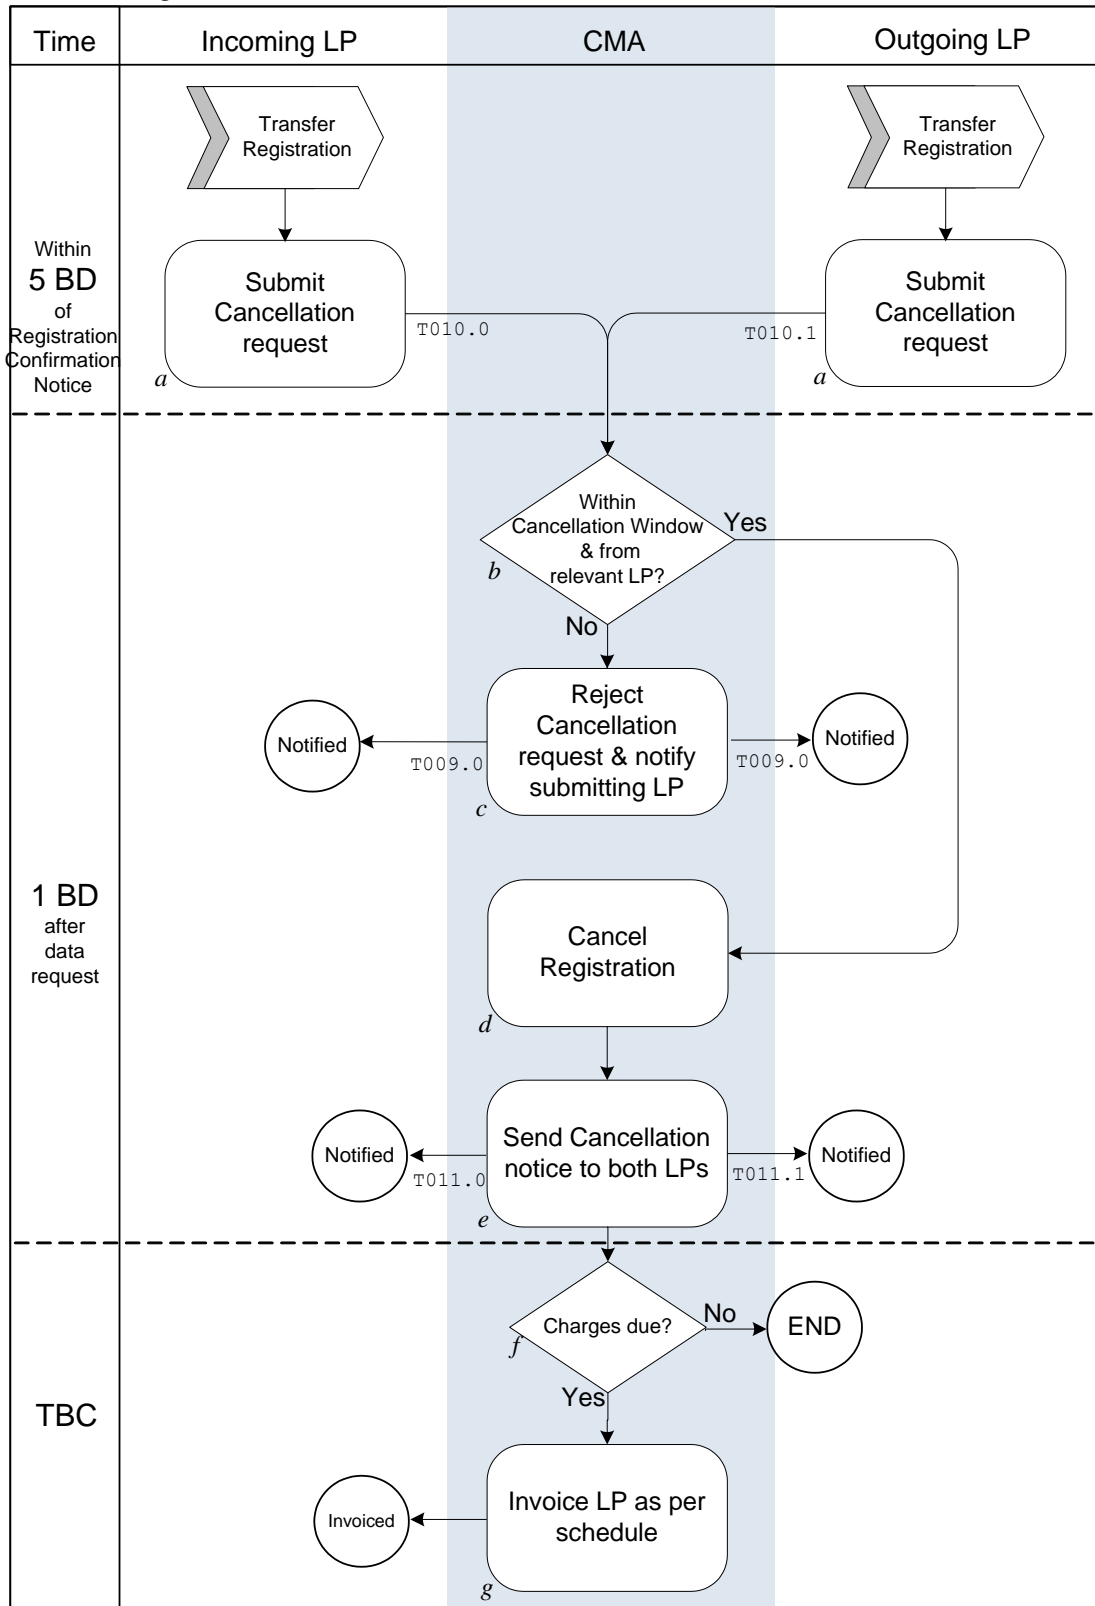 Time
Incoming LP
CMA
Outgoing LP
Transfer
Registration
Transfer
Registration
Within
5 BD
of
Registration
Confirmation
Notice
Submit
Cancellation
request
a
T010.0
T010.1
Submit
Cancellation
request
a
Within
Cancellation Window
& from
relevant LP?
b
Yes
No
Reject
Cancellation
request & notify
submitting LP
c
Notified
T009.0
T009.0
Notified
1 BD
after
data
request
Cancel
Registration
d
Send Cancellation
notice to both LPs
e
Notified
T011.0
T011.1
Notified
TBC
Charges due?
f
No
END
Yes
Invoice LP as per
schedule
g
Invoiced